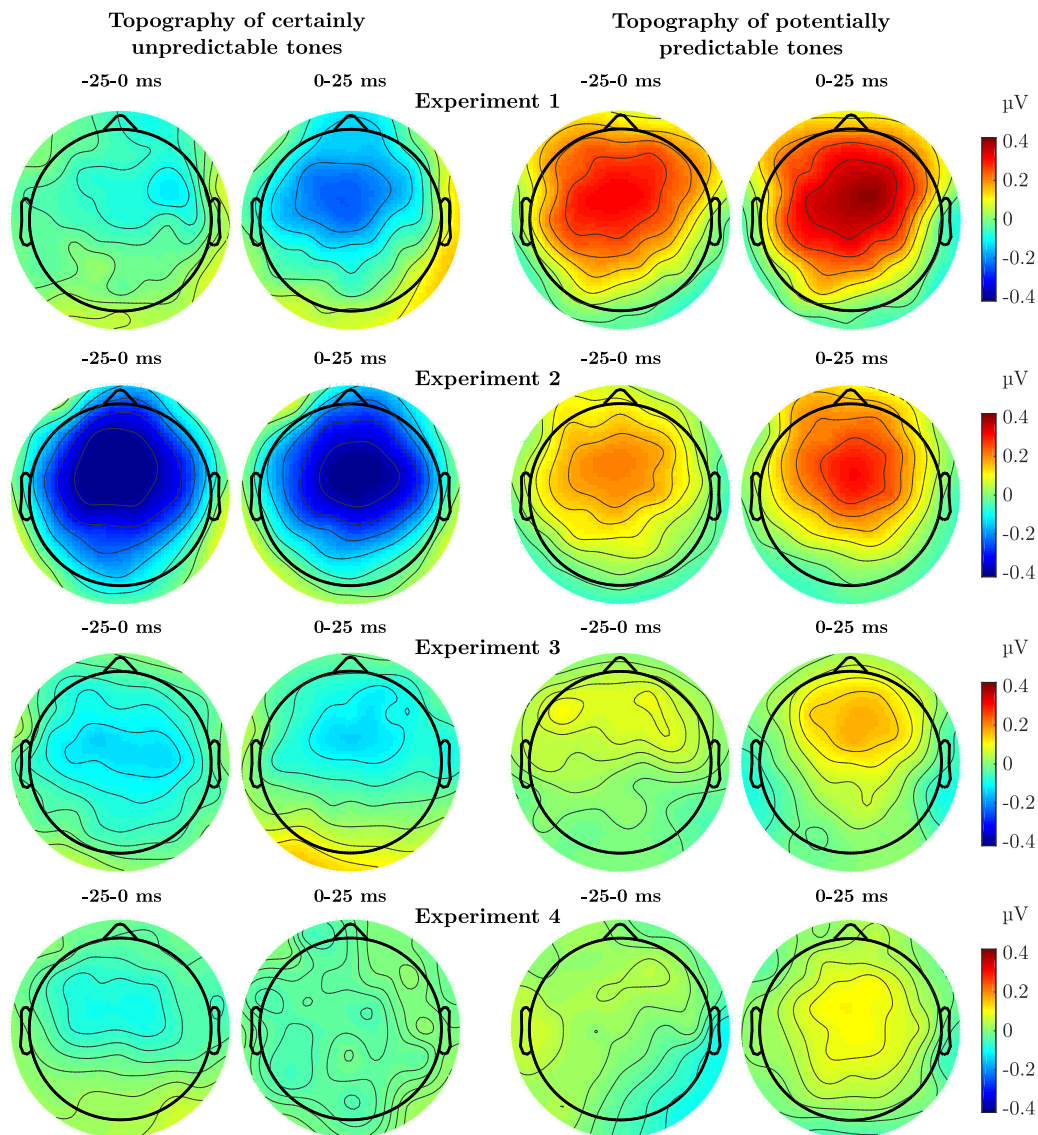 Topography of certainly
unpredictable tones
Topography of potentially
predictable tones
-25-0 ms
0-25 ms
Experiment 1
-25-0 ms
0-25 ms
µV
0.4
0.2
0
-0.2
-0.4
-25-0 ms
0-25 ms
Experiment 2
-25-0 ms
0-25 ms
µV
0.4
0.2
0
-0.2
-0.4
-25-0 ms
0-25 ms
Experiment 3
-25-0 ms
0-25 ms
µV
0.4
0.2
0
-0.2
-0.4
-25-0 ms
0-25 ms
Experiment 4
-25-0 ms
0-25 ms
µV
0.4
0.2
0
-0.2
-0.4